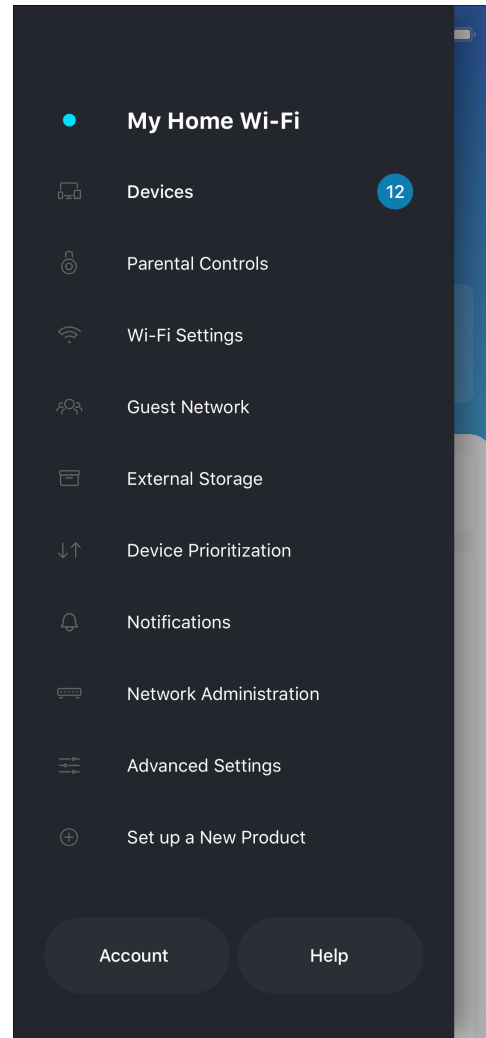 My Home Wi-Fi
Devices 12
Parental Controls
Wi-Fi Settings
Guest Network
External Storage
Device Prioritization
Notifications
Network Administration
Advanced Settings
Set up a New Product
Account Help